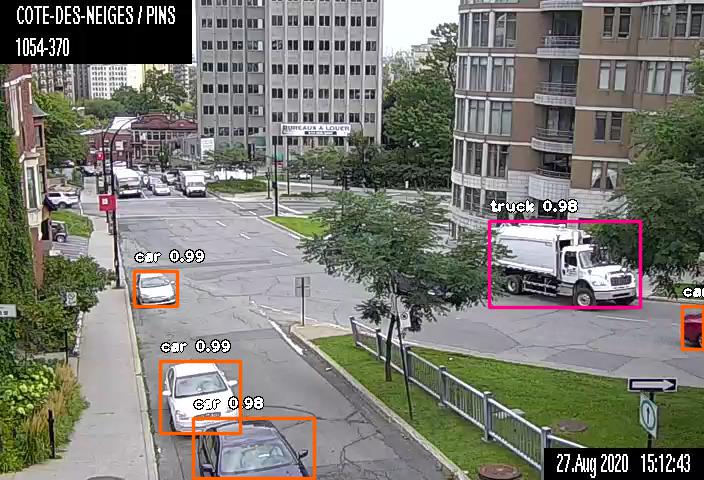 COTE-DES-NEIGES / PINS
1054-370
BUREAUX À LOUER
truck 0.98
car 0.99
car
car 0.99
car 0.98
27.Aug 2020 15:12:43